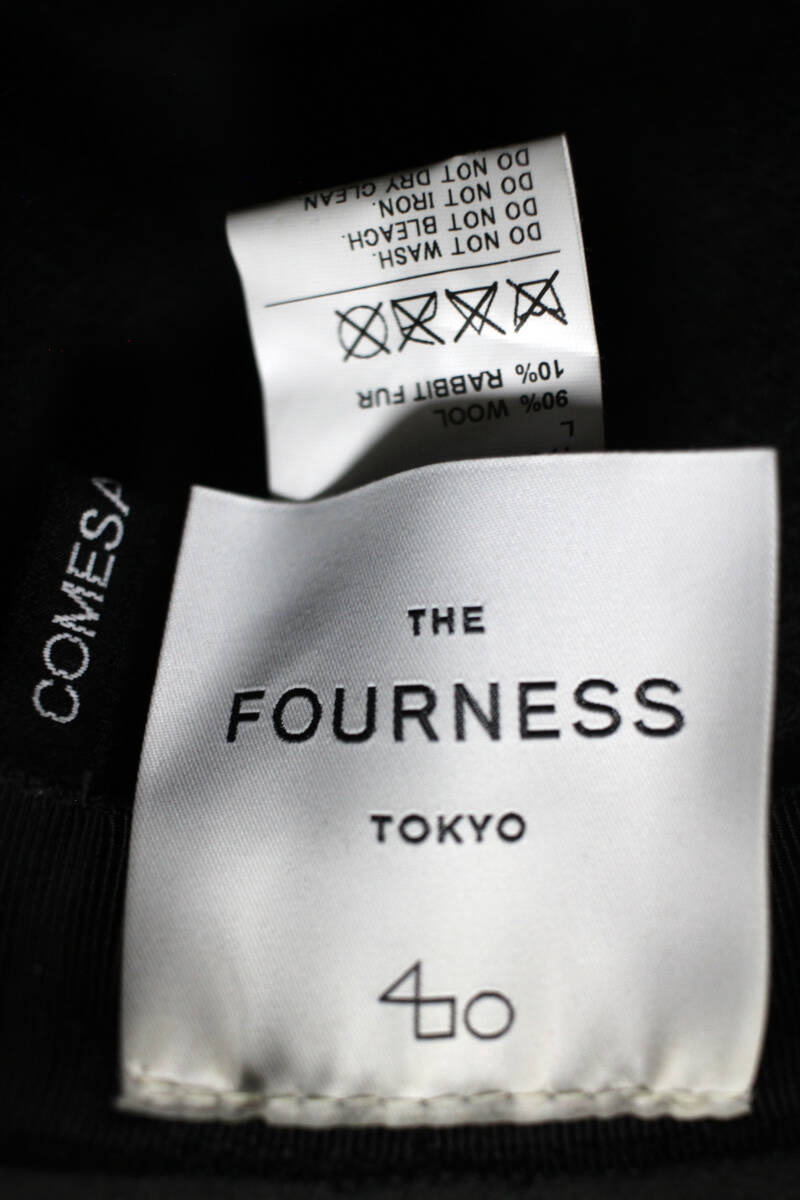 THE
FOURNESS
TOKYO
COMESA
L
90% WOOL
10% RABBIT FUR
DO NOT WASH.
DO NOT BLEACH.
DO NOT IRON.
DO NOT DRY CLEAN